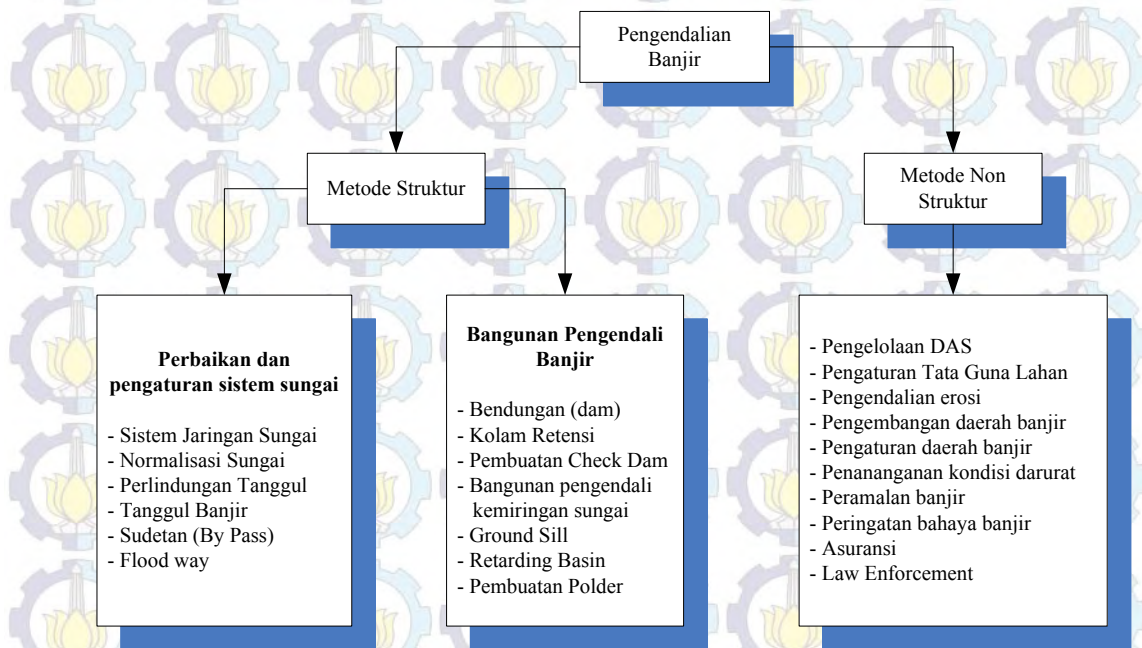 Pengendalian
Banjir
Metode Struktur
Metode Non
Struktur
Perbaikan dan
pengaturan sistem sungai
- Sistem Jaringan Sungai
- Normalisasi Sungai
- Perlindungan Tanggul
- Tanggul Banjir
- Sudetan (By Pass)
- Flood way
Bangunan Pengendali
Banjir
- Bendungan (dam)
- Kolam Retensi
- Pembuatan Check Dam
- Bangunan pengendali
kemiringan sungai
- Ground Sill
- Retarding Basin
- Pembuatan Polder
- Pengelolaan DAS
- Pengaturan Tata Guna Lahan
- Pengendalian erosi
- Pengembangan daerah banjir
- Pengaturan daerah banjir
- Penananganan kondisi darurat
- Peramalan banjir
- Peringatan bahaya banjir
- Asuransi
- Law Enforcement